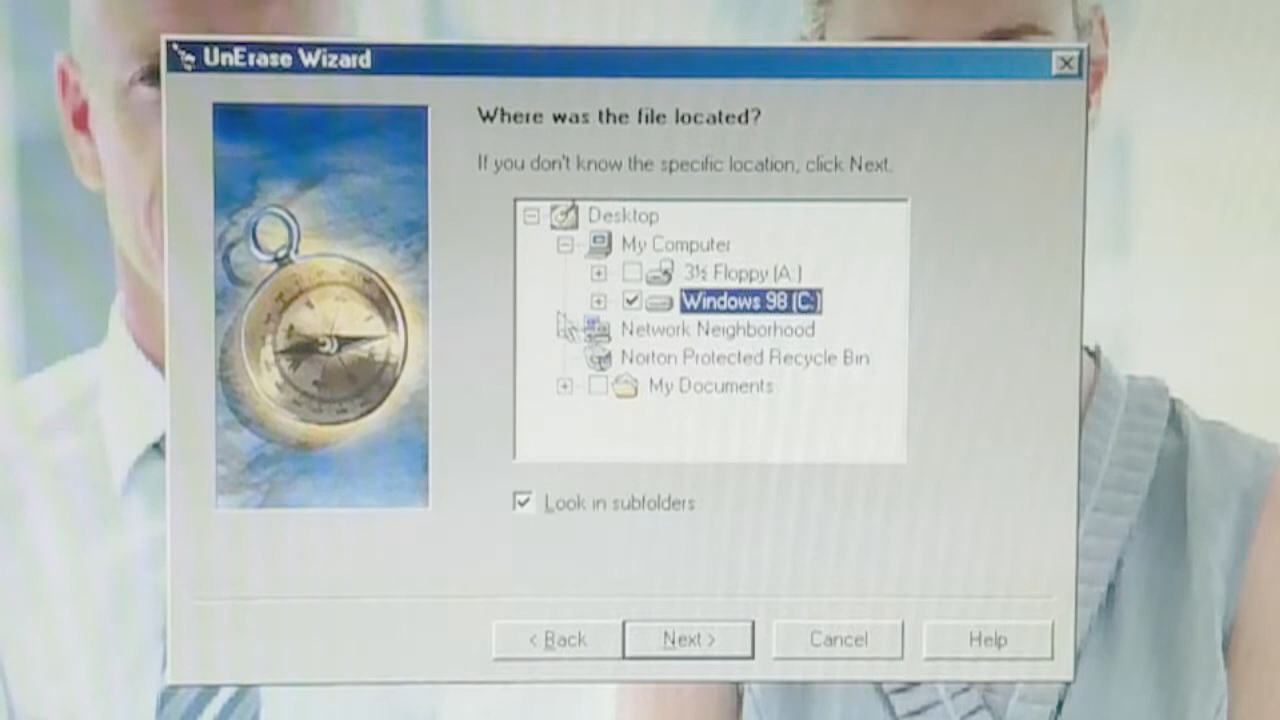 UnErase Wizard
Where was the file located?
If you don't know the specific location, click Next.
Desktop
My Computer
3½ Floppy (A:)
Windows 98 (C:)
Network Neighborhood
Norton Protected Recycle Bin
My Documents
Look in subfolders
< Back
Next >
Cancel
Help